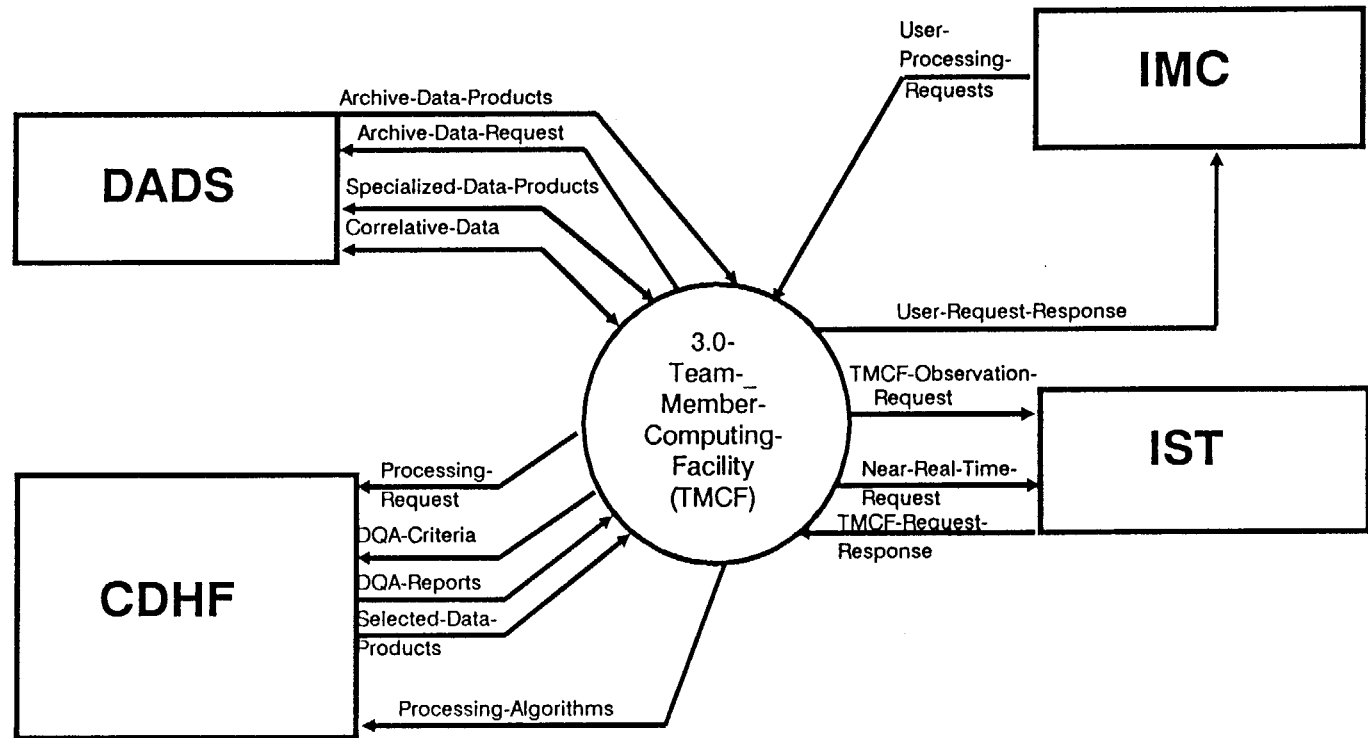 User-
Processing-
Requests
IMC
Archive-Data-Products
Archive-Data-Request
DADS
Specialized-Data-Products
Correlative-Data
User-Request-Response
3.0-
Team-_
Member-
Computing-
Facility
(TMCF)
TMCF-Observation-
Request
IST
Near-Real-Time-
Request
TMCF-Request-
Response
Processing-
Request
DQA-Criteria
DQA-Reports
CDHF
Selected-Data-
Products
Processing-Algorithms